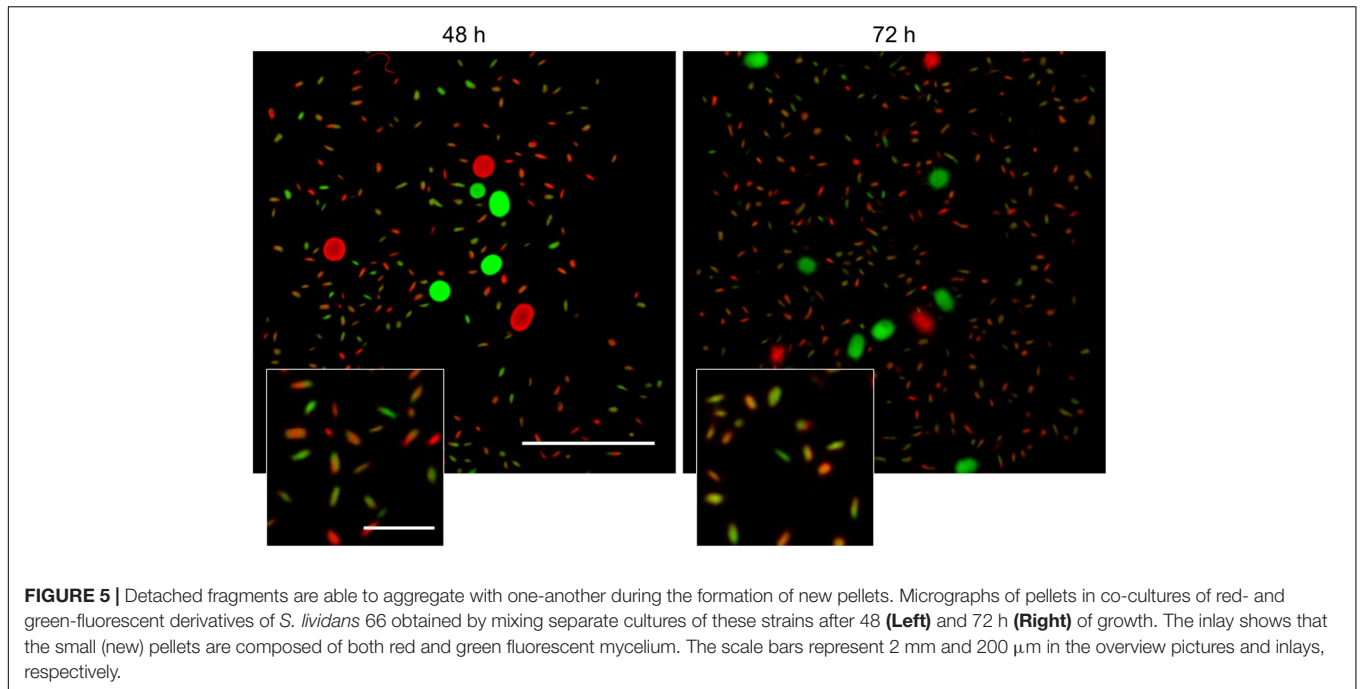 48 h
72 h
FIGURE 5 | Detached fragments are able to aggregate with one-another during the formation of new pellets. Micrographs of pellets in co-cultures of red- and
green-fluorescent derivatives of S. lividans 66 obtained by mixing separate cultures of these strains after 48 (Left) and 72 h (Right) of growth. The inlay shows that
the small (new) pellets are composed of both red and green fluorescent mycelium. The scale bars represent 2 mm and 200 μm in the overview pictures and inlays,
respectively.